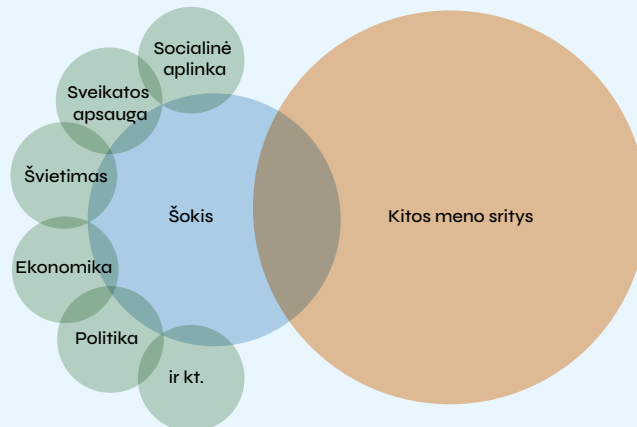 Socialinė
aplinka
Sveikatos
apsauga
Švietimas
Šokis
Kitos meno sritys
Ekonomika
Politika
ir kt.